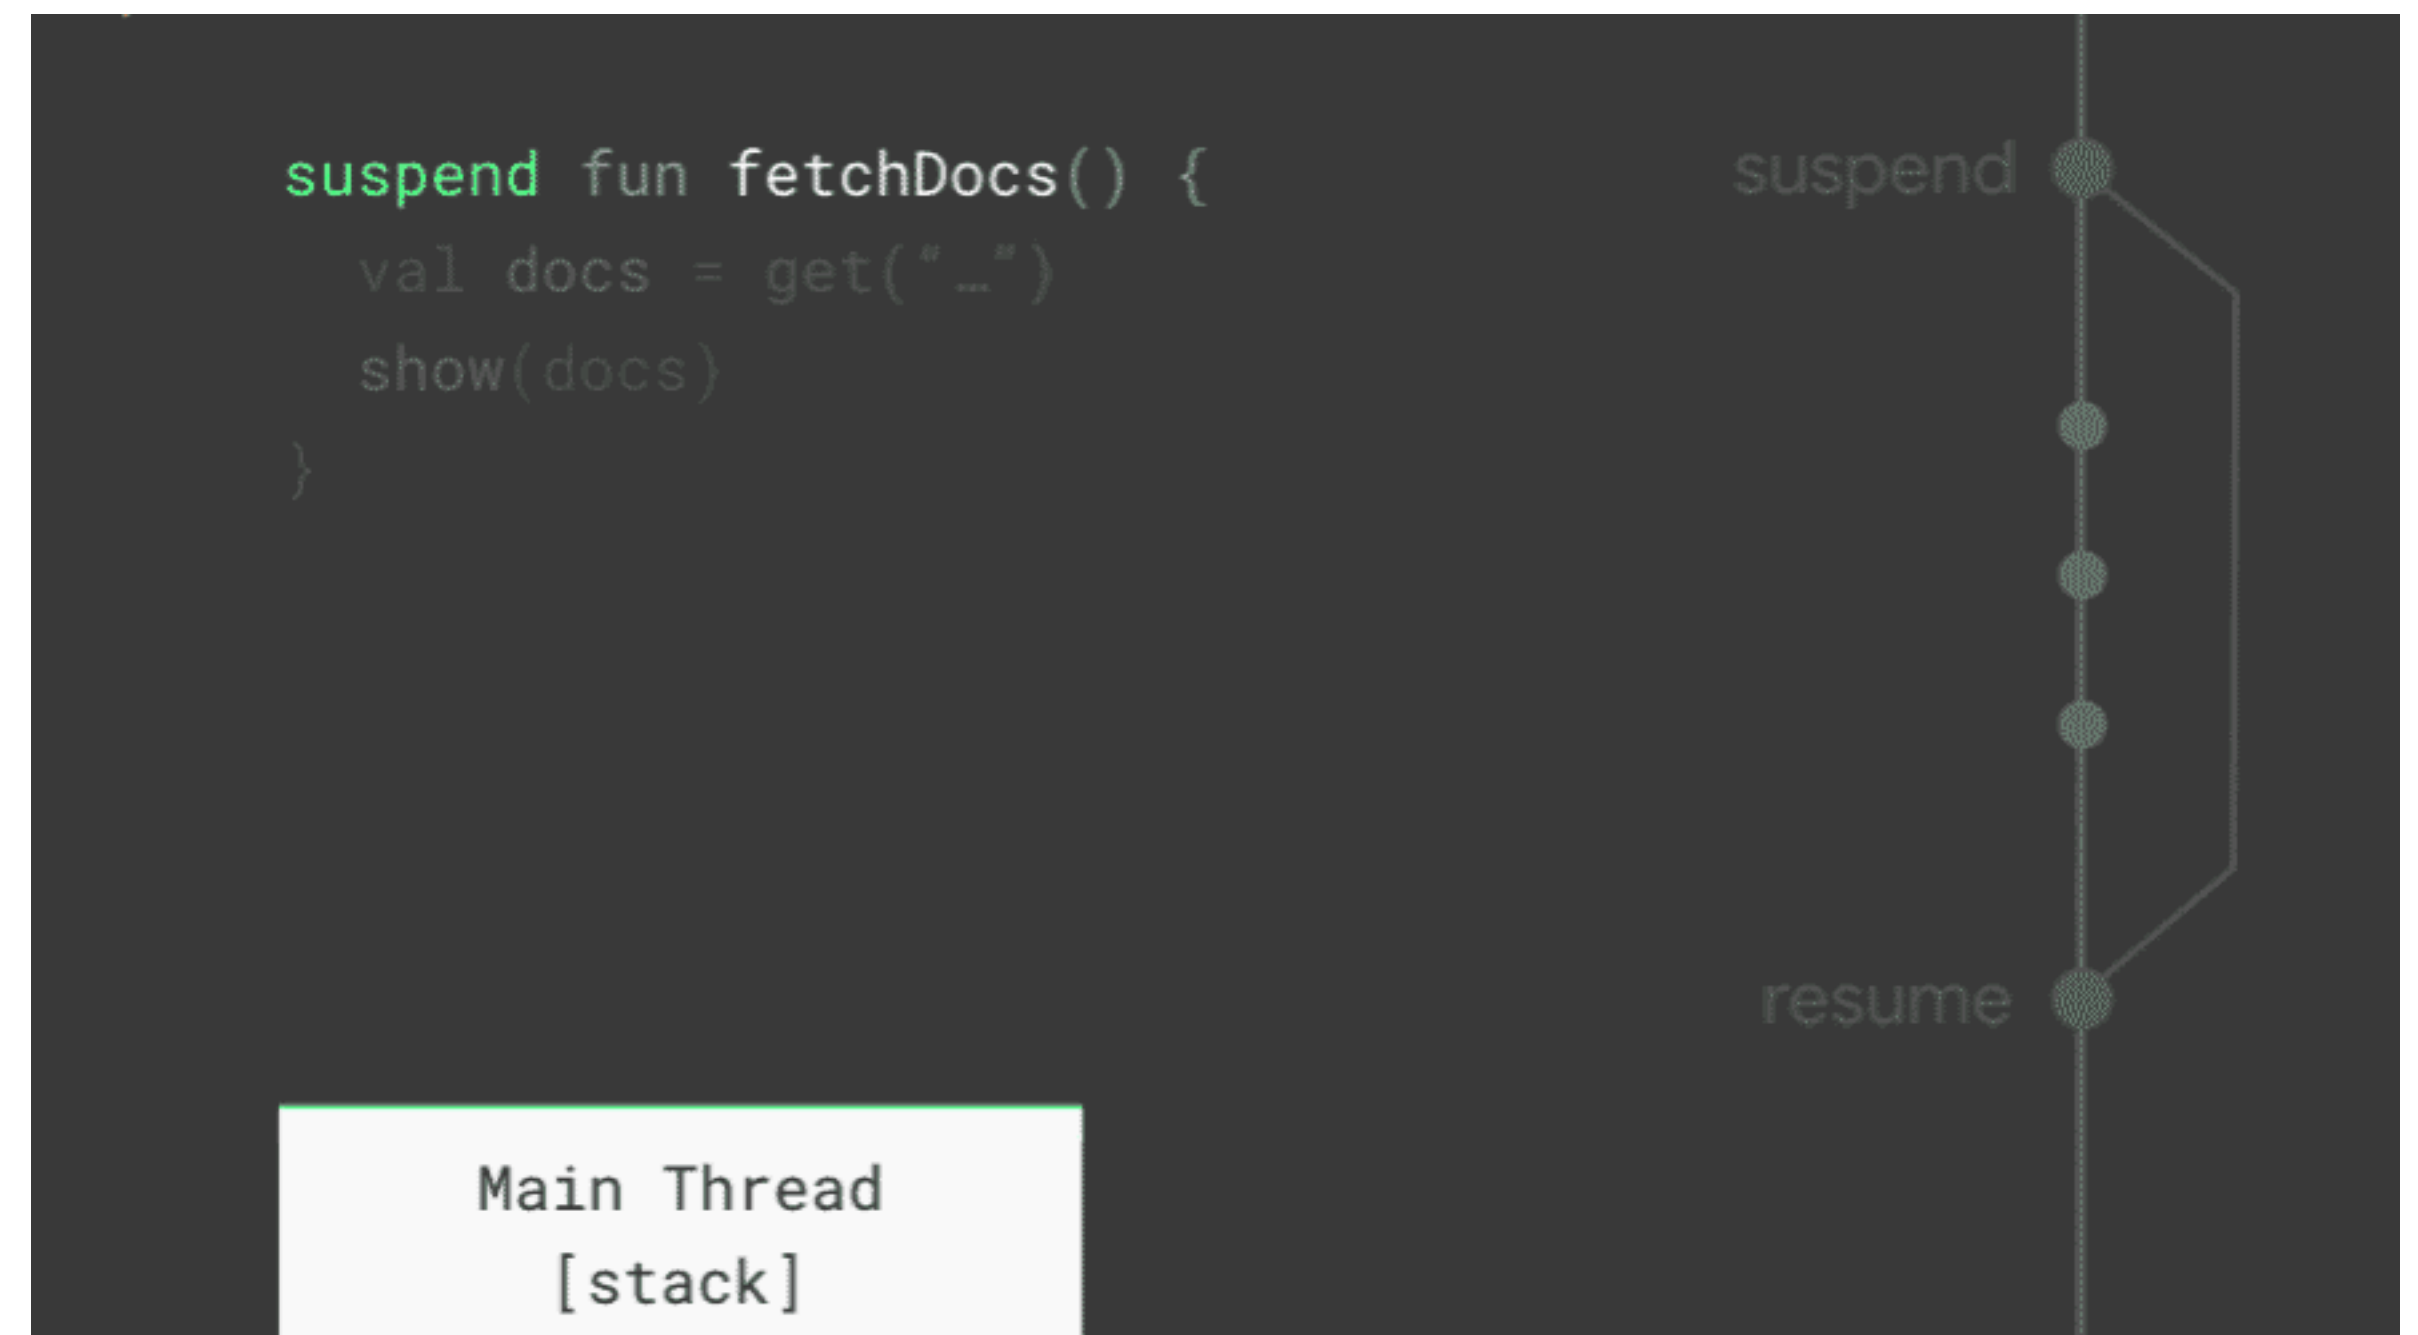 suspend fun fetchDocs() {
val docs = get("…")
show(docs)
}
suspend
resume
Main Thread
[stack]